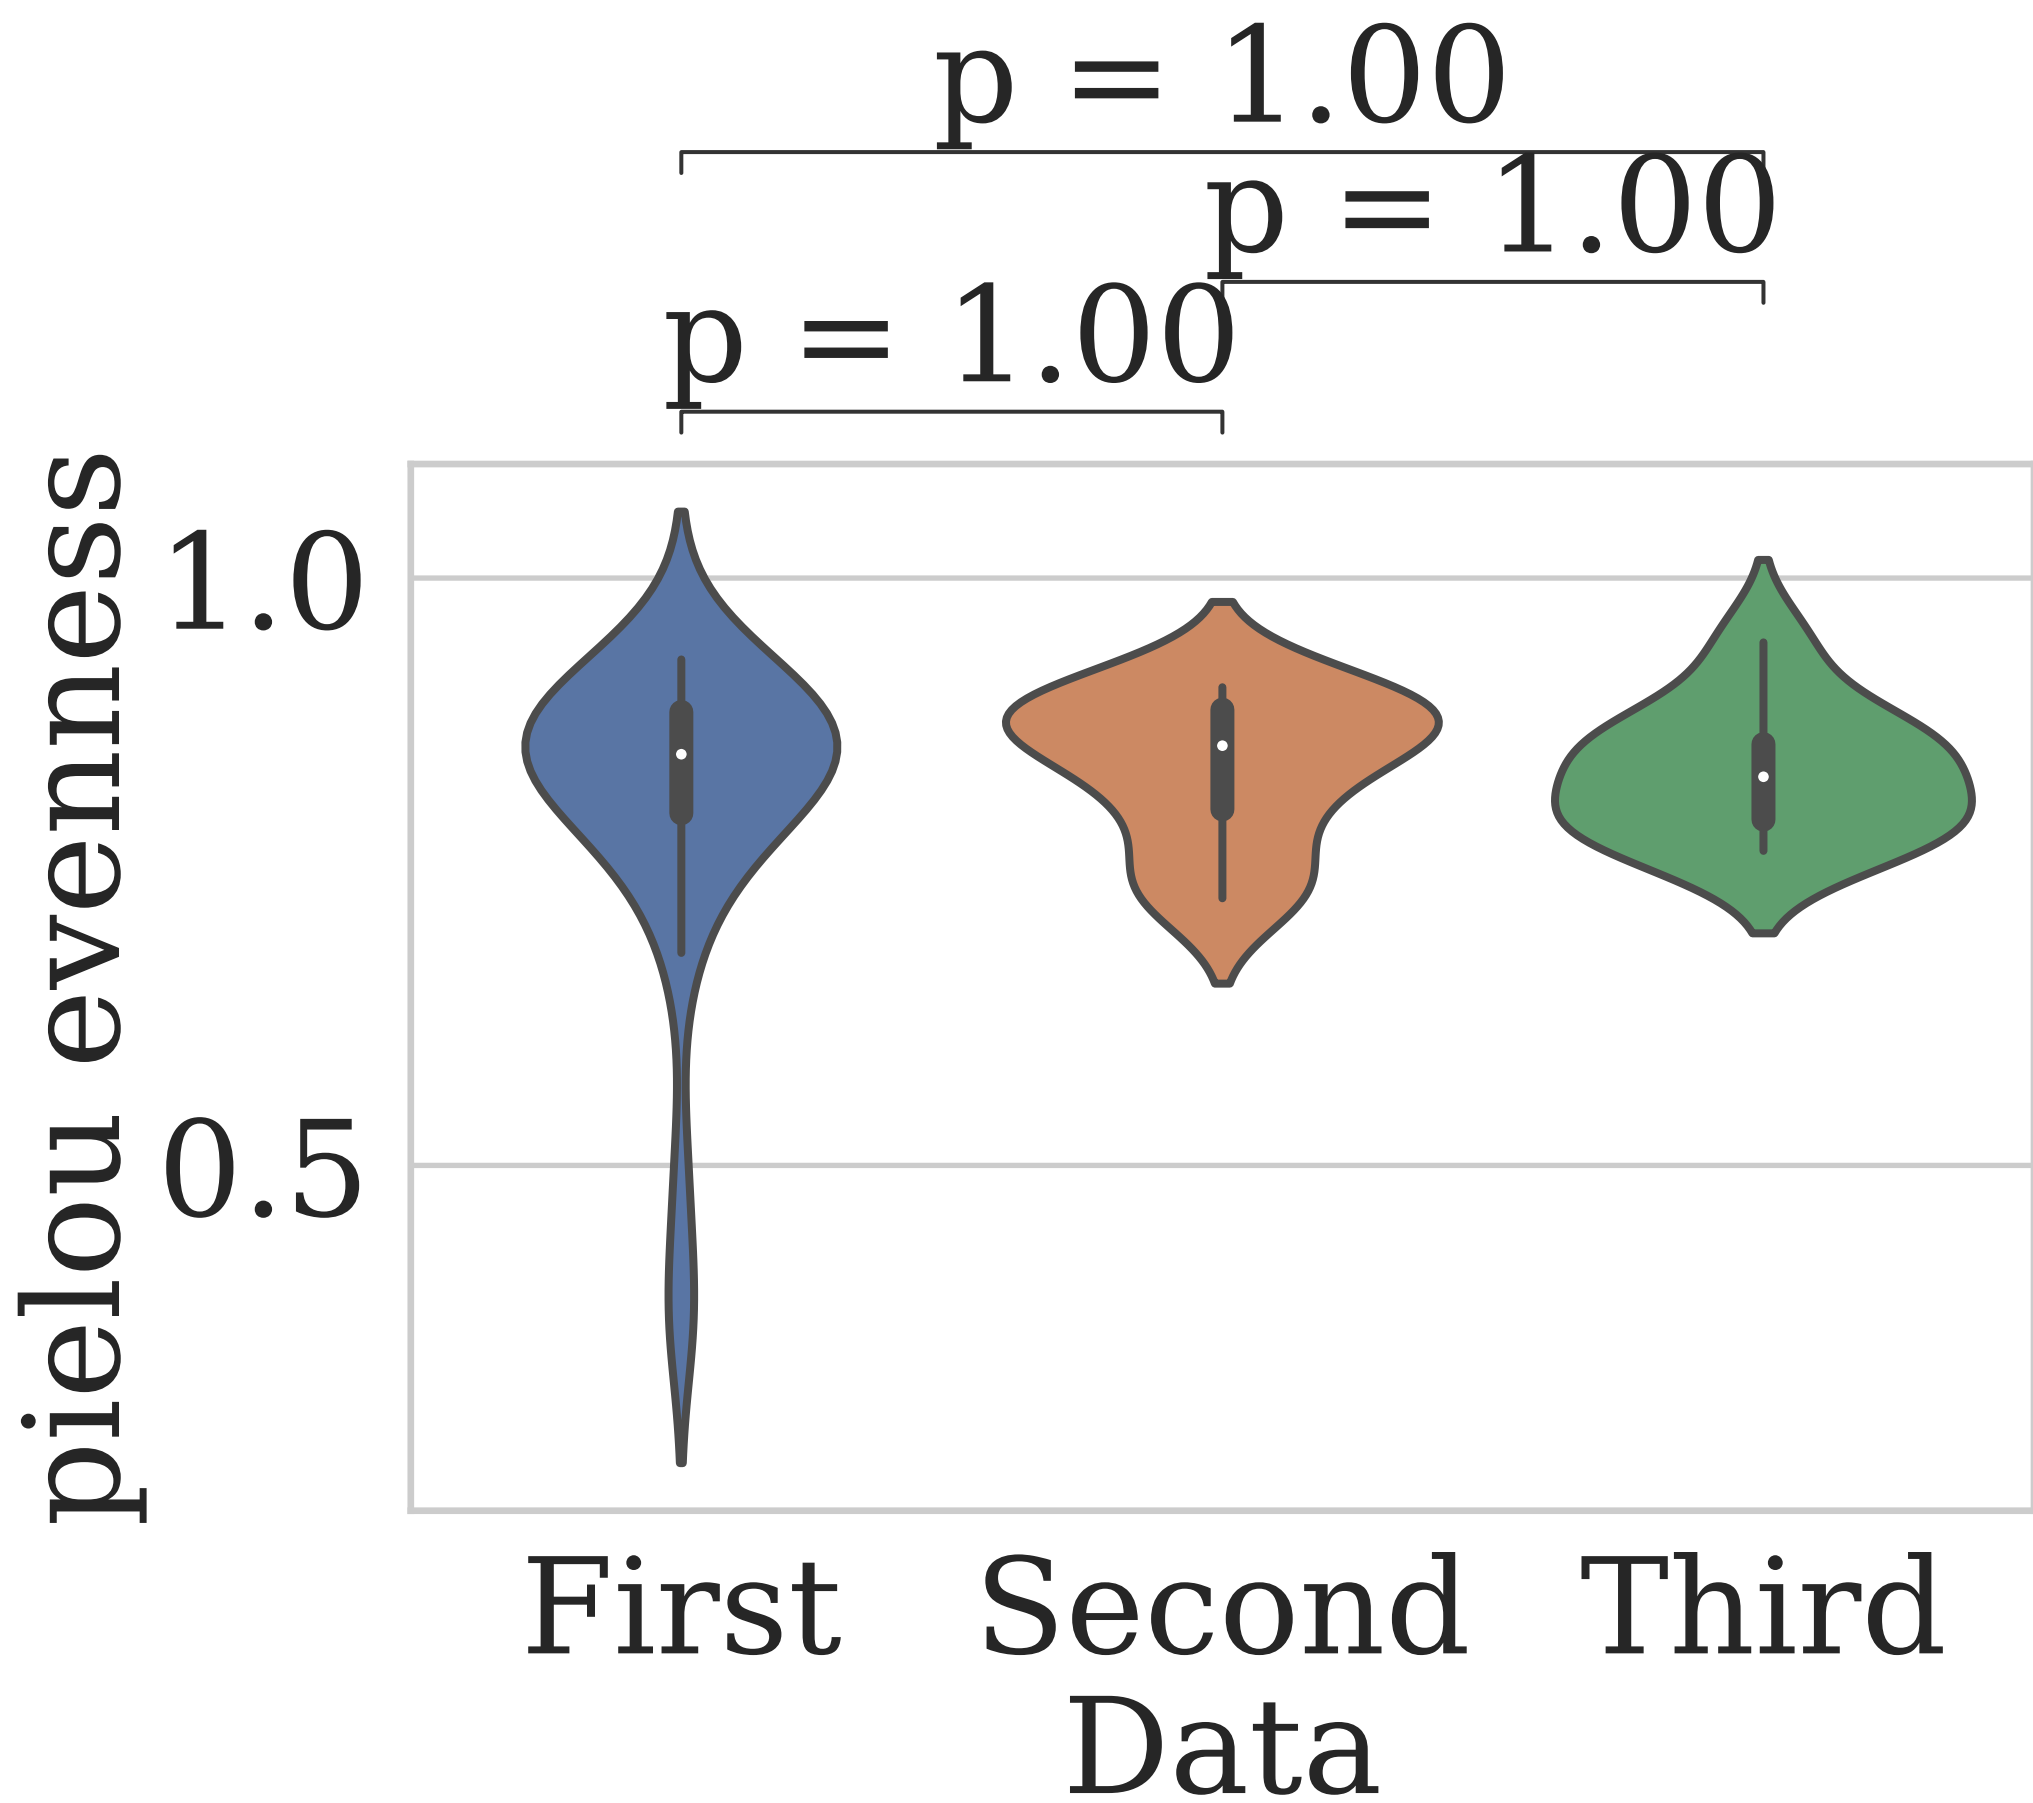 p = 1.00
p = 1.00
p = 1.00
pielou evenness
1.0
0.5
First Second Third
Data